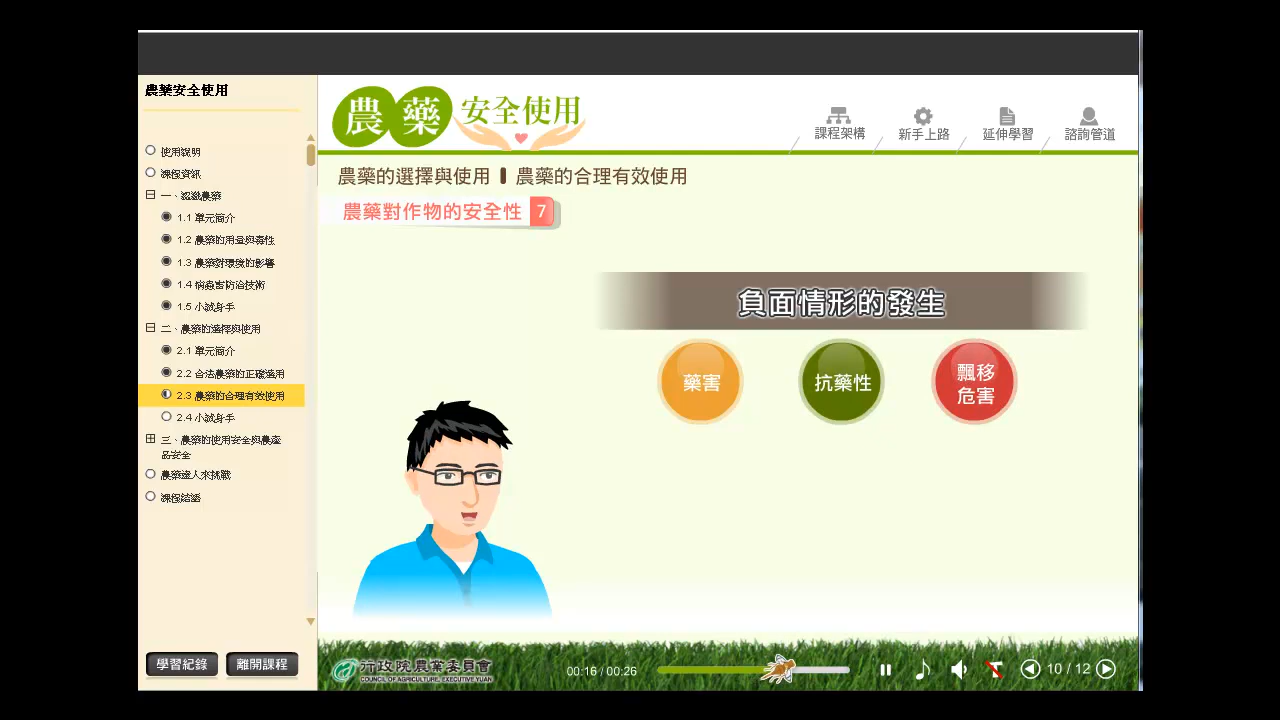 農藥安全使用
使用說明
課程資訊
一、認識農藥
1.1 單元簡介
1.2 農藥的用量與毒性
1.3 農藥對環境的影響
1.4 病蟲害防治技術
1.5 小試身手
二、農藥的選擇與使用
2.1 單元簡介
2.2 合法農藥的正確選用
2.3 農藥的合理有效使用
2.4 小試身手
三、農藥的使用安全與農產
品安全
農藥達人來挑戰
課程結語
學習紀錄
離開課程
農藥 安全使用
課程架構
新手上路
延伸學習
諮詢管道
農藥的選擇與使用 農藥的合理有效使用
農藥對作物的安全性 7
負面情形的發生
藥害
抗藥性
飄移
危害
行政院農業委員會
COUNCIL OF AGRICULTURE, EXECUTIVE YUAN
00:16 / 00:26
10 / 12